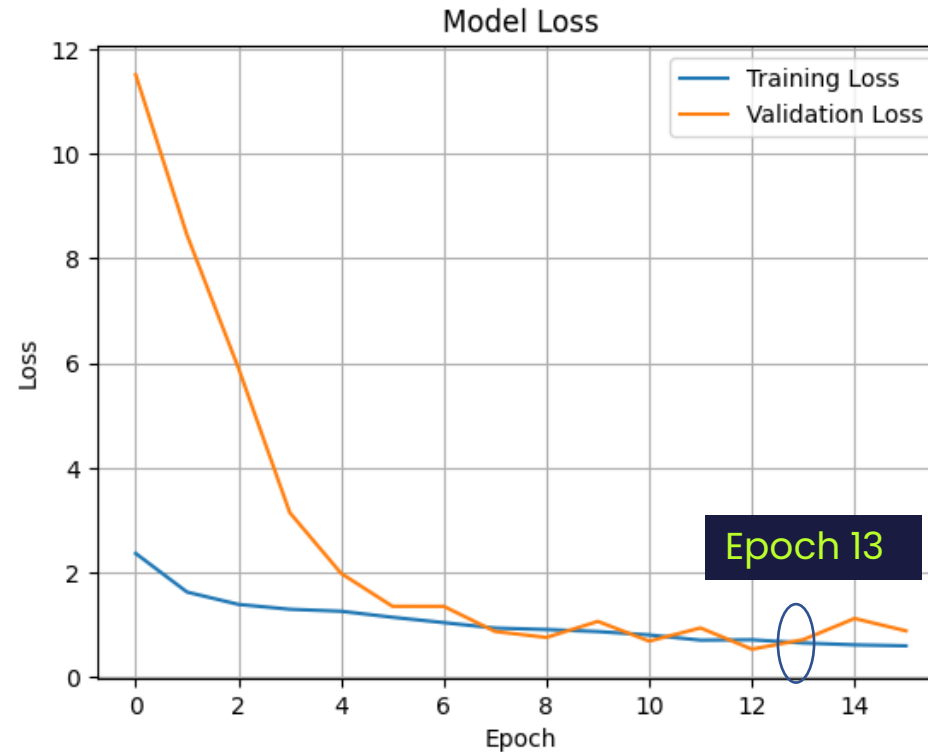 Model Loss
12
10
8
6
4
2
0
Loss
Training Loss
Validation Loss
Epoch 13
0 2 4 6 8 10 12 14
Epoch